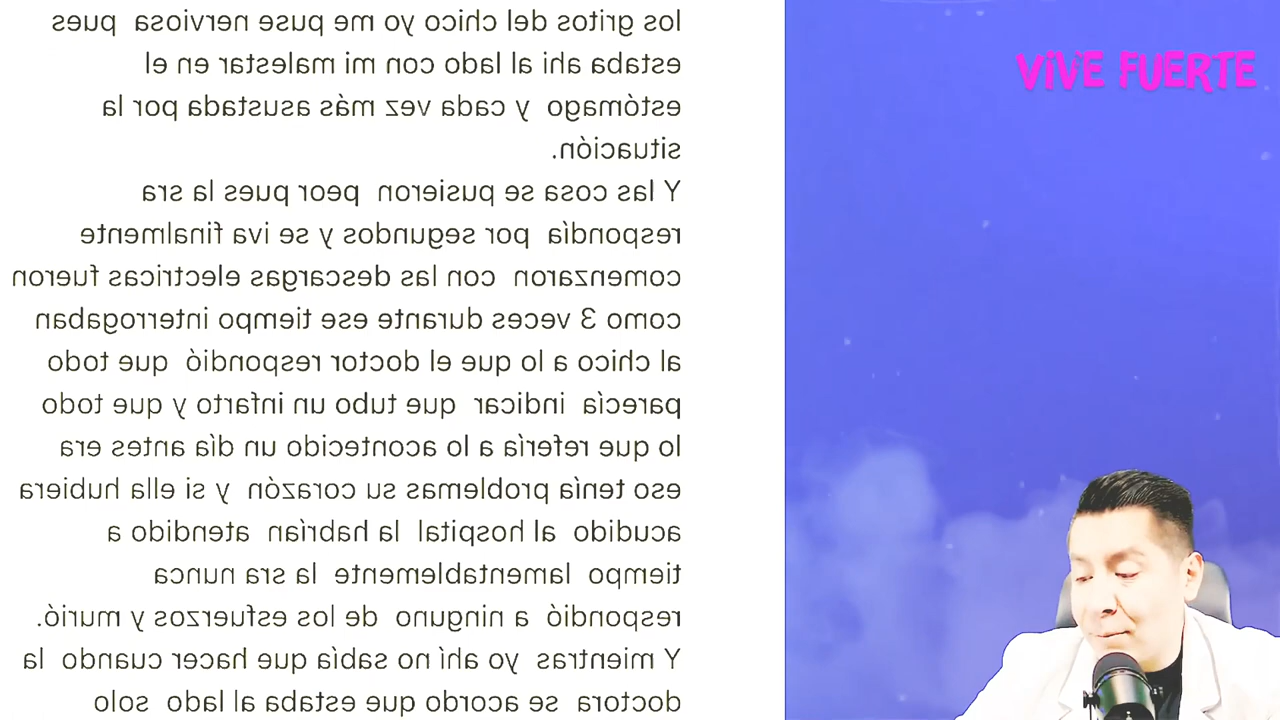 los gritos del chico yo me puse nerviosa pues
estaba ahi al lado con mi malestar en el
estómago y cada vez más asustada por la
situación.
Y las cosa se pusieron peor pues la sra
respondía por segundos y se iva finalmente
comenzaron con las descargas electricas fueron
como 3 veces durante ese tiempo interrogaban
al chico a lo que el doctor respondió que todo
parecía indicar que tubo un infarto y que todo
lo que refería a lo acontecido un día antes era
eso tenía problemas su corazón y si ella hubiera
acudido al hospital la habrían atendido a
tiempo lamentablemente la sra nunca
respondió a ninguno de los esfuerzos y murió.
Y mientras yo ahí no sabía que hacer cuando la
doctora se acordo que estaba al lado solo
ViVE FUERTE